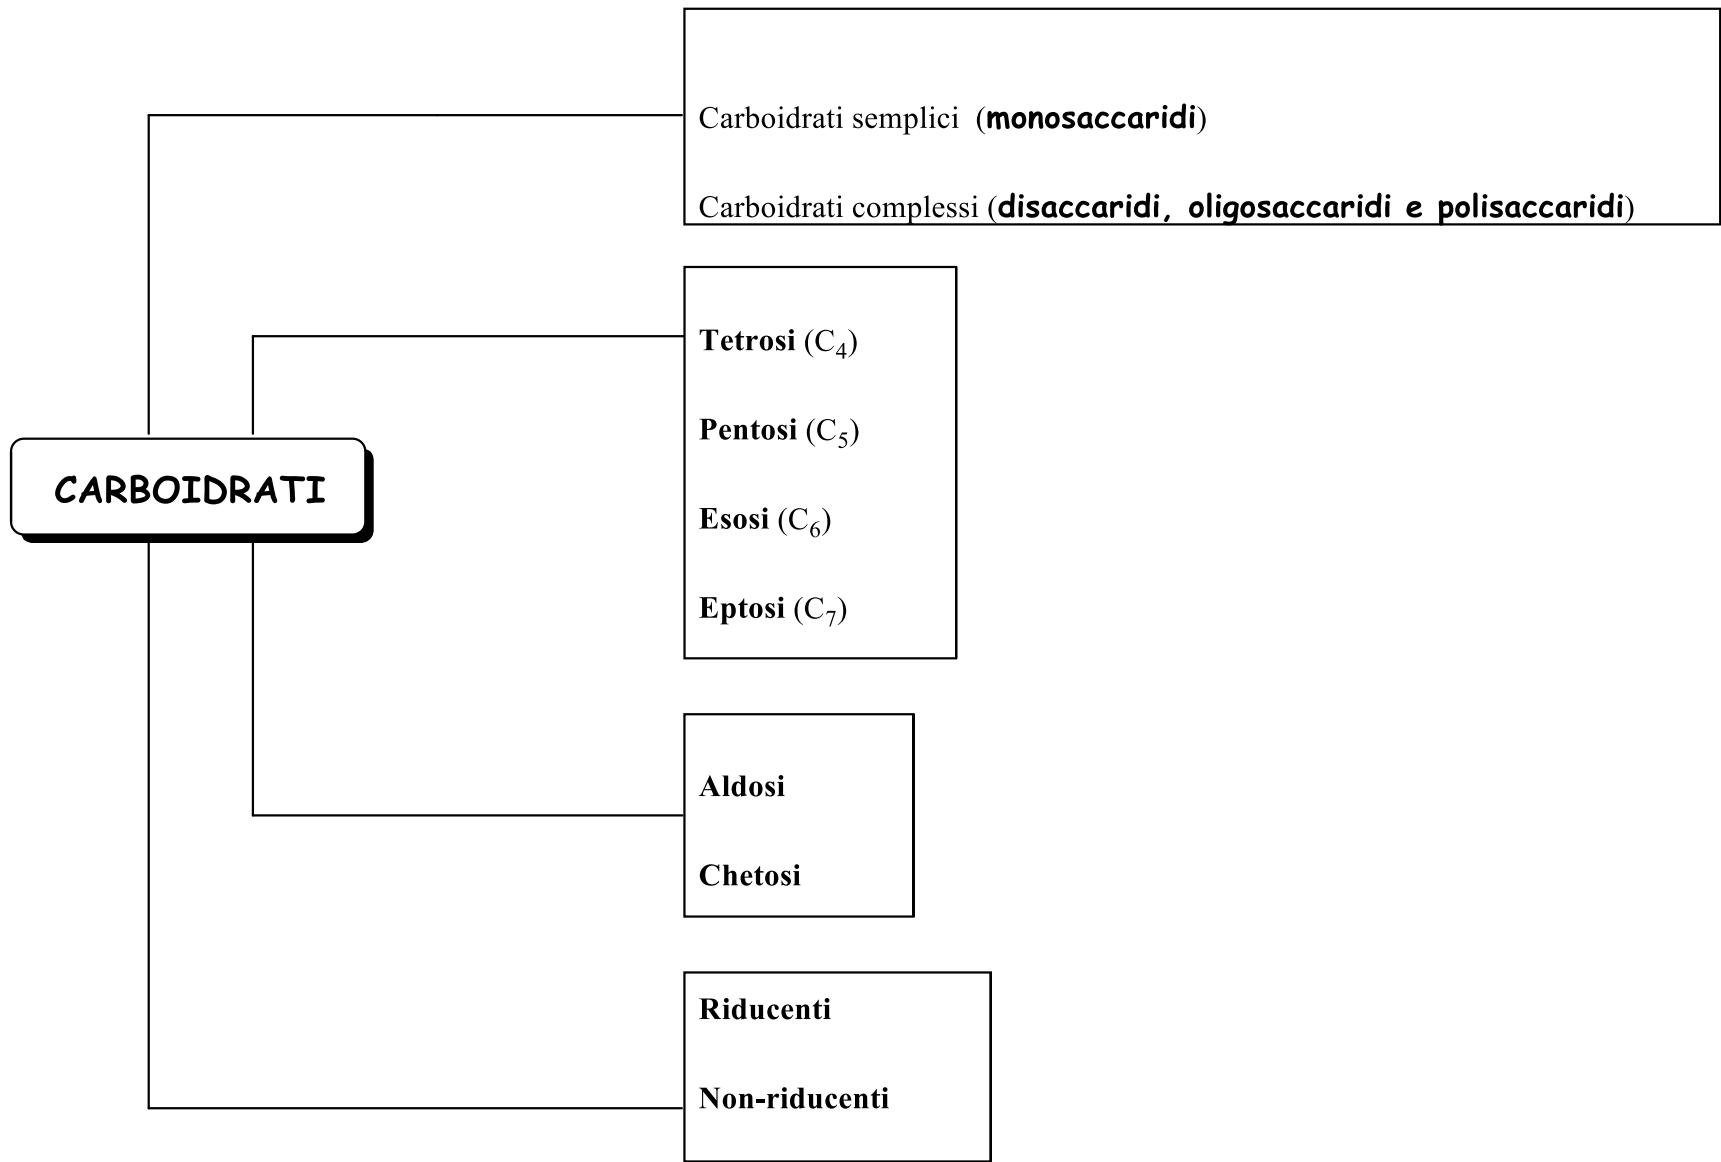 Carboidrati semplici (monosaccaridi)
Carboidrati complessi (disaccaridi, oligosaccaridi e polisaccaridi)
Tetrosi (C₄)
Pentosi (C₅)
CARBOIDRATI
Esosi (C₆)
Eptosi (C₇)
Aldosi
Chetosi
Riducenti
Non-riducenti